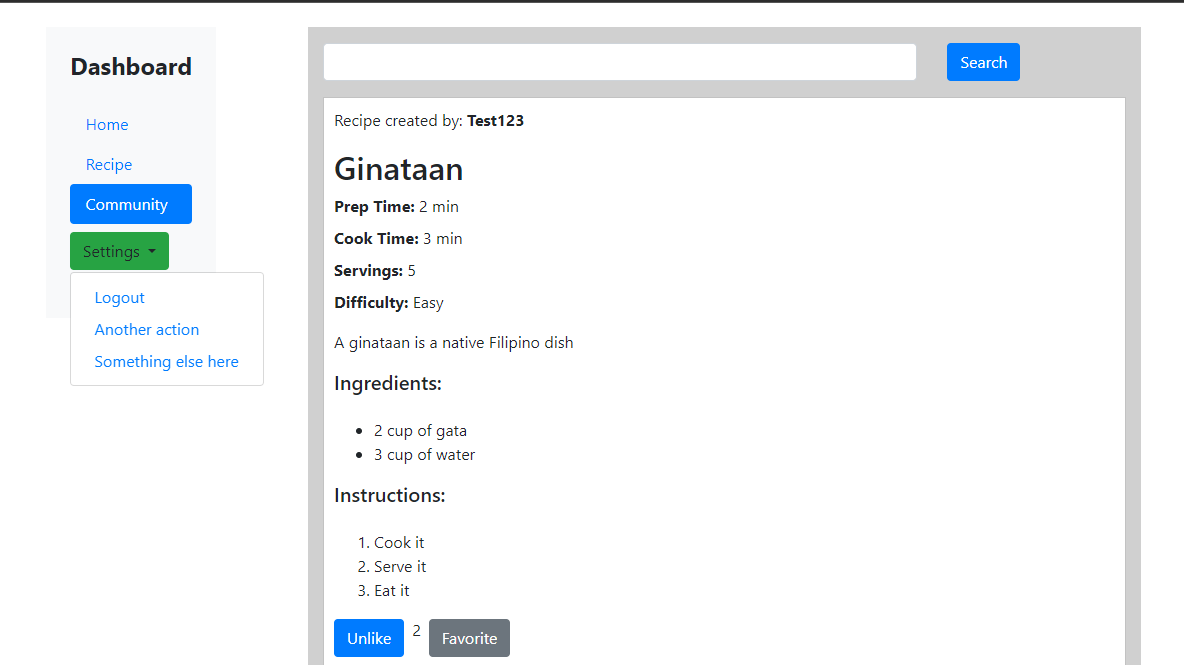 Dashboard
Home
Recipe
Community
Settings
Logout
Another action
Something else here
Search
Recipe created by: Test123
Ginataan
Prep Time: 2 min
Cook Time: 3 min
Servings: 5
Difficulty: Easy
A ginataan is a native Filipino dish
Ingredients:
• 2 cup of gata
• 3 cup of water
Instructions:
1. Cook it
2. Serve it
3. Eat it
Unlike 2 Favorite